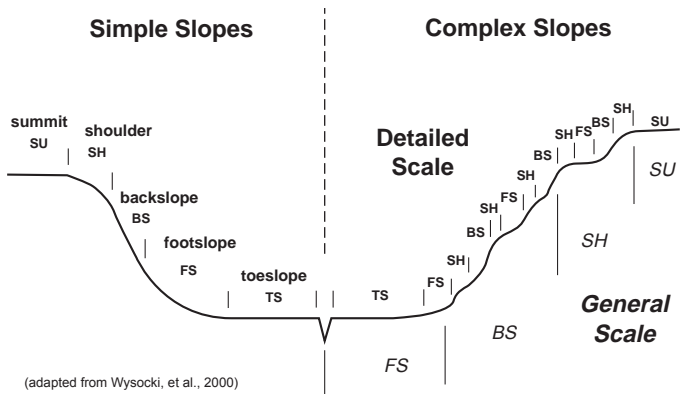 Simple Slopes
Complex Slopes
summit
SU
shoulder
SH
backslope
BS
footslope
FS
toeslope
TS
Detailed
Scale
TS
FS
SH
BS
SH
FS
SH
BS
SH
FS
BS
SH
SU
SU
SH
BS
FS
General
Scale
(adapted from Wysocki, et al., 2000)